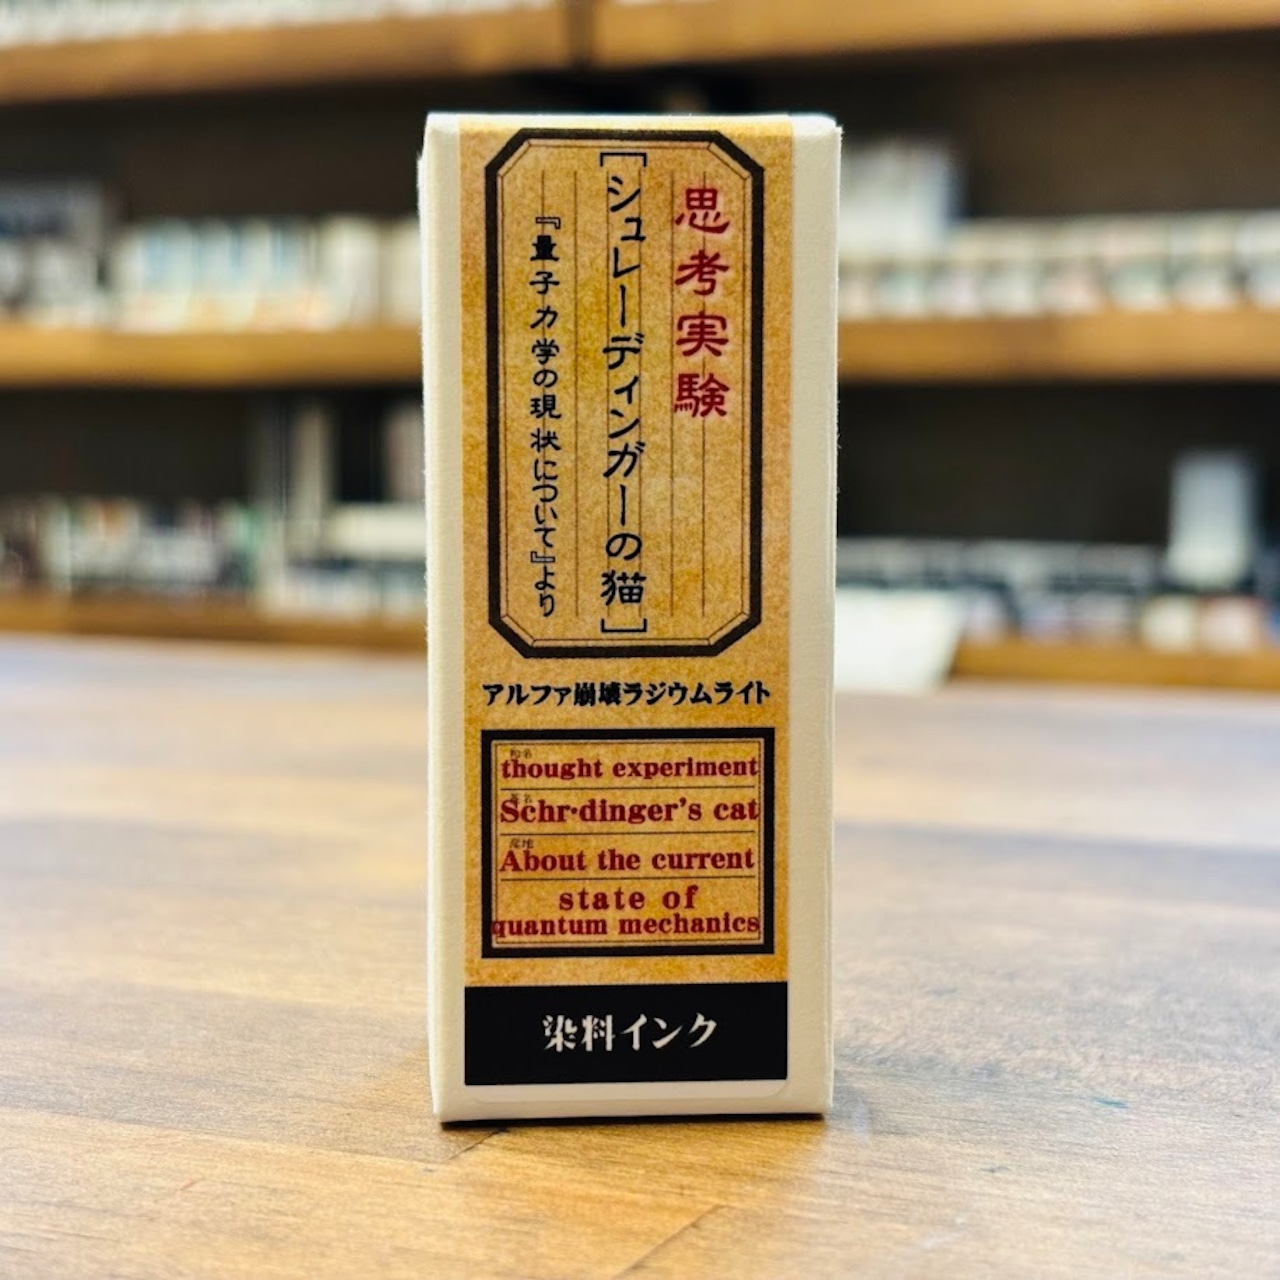 思考実験
[シュレーディンガーの猫]
『量子力学の現状について』より
アルファ崩壊ラジウムライト
thought experiment
Schr・dinger's cat
産地
About the current
state of
quantum mechanics
染料インク